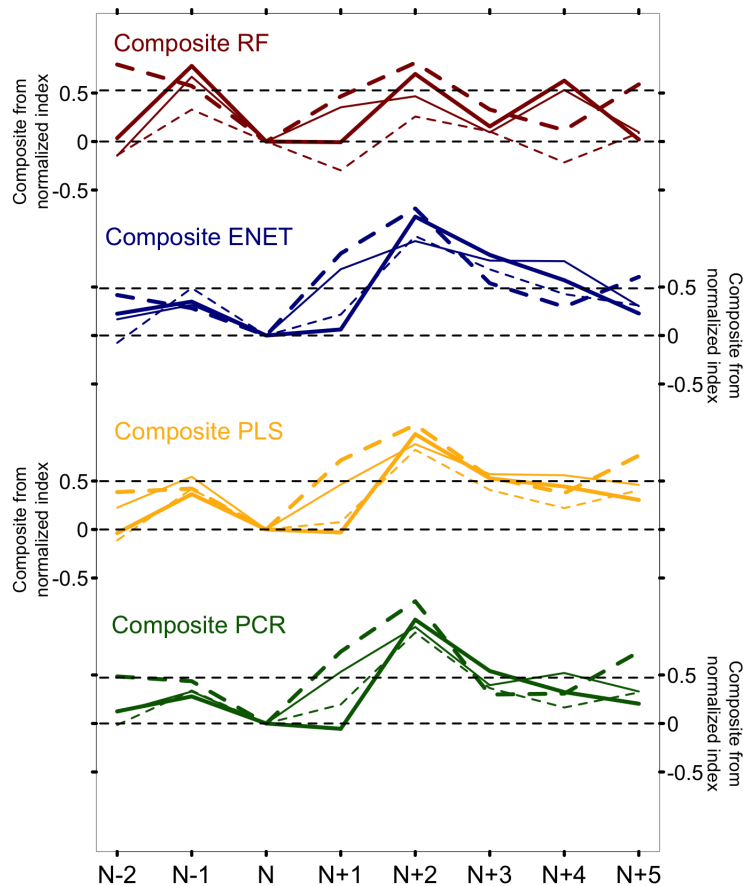 Composite RF
Composite from
normalized index
0.5
0
-0.5
Composite ENET
0.5
0
-0.5
Composite from
normalized index
Composite PLS
Composite from
normalized index
0.5
0
-0.5
Composite PCR
0.5
0
-0.5
Composite from
normalized index
N-2 N-1 N N+1 N+2 N+3 N+4 N+5